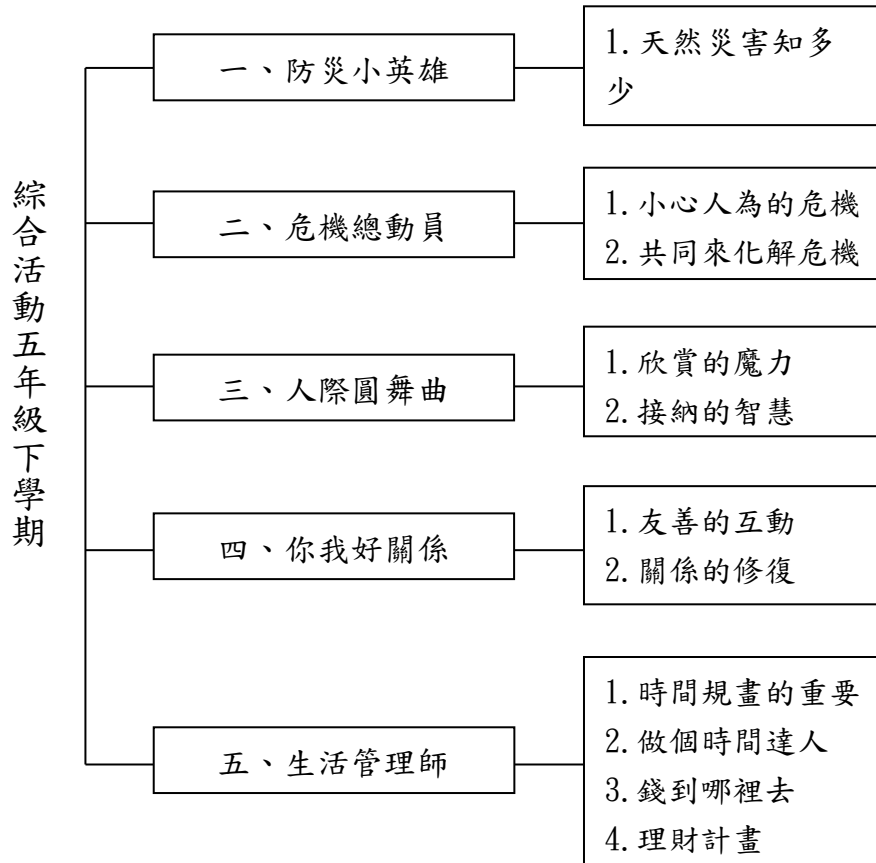 綜合活動五年級下學期
一、防災小英雄
1.天然災害知多
少
二、危機總動員
1.小心人為的危機
2.共同來化解危機
三、人際圓舞曲
1.欣賞的魔力
2.接納的智慧
四、你我好關係
1.友善的互動
2.關係的修復
五、生活管理師
1.時間規畫的重要
2.做個時間達人
3.錢到哪裡去
4.理財計畫